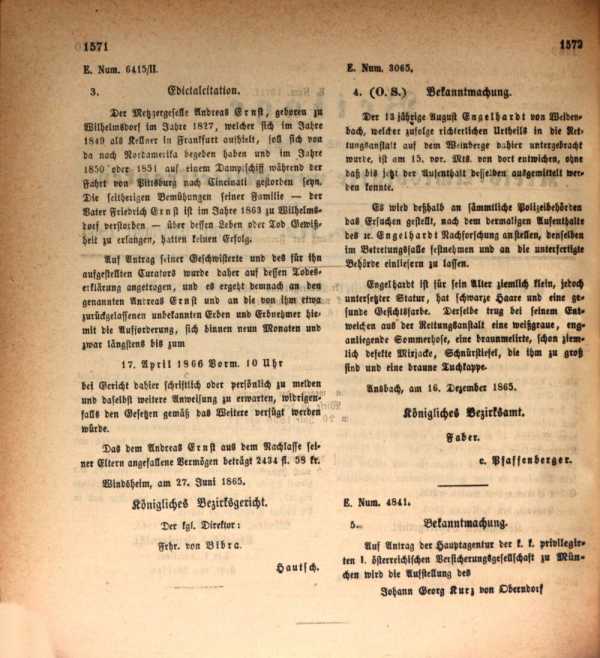 1571
E. Num. 6415/II.
3. Edictalcitation.
Der Metzergeselle Andreas Ernst, geboren zu
Wilhelmsdorf im Jahre 1827, welcher sich im Jahre
1849 als Kellner in Frankfurt aufhielt, soll sich von
da nach Nordamerika begeben haben und im Jahre
1850 oder 1851 auf einem Dampfschiff während der
Fahrt von Pittsburg nach Cincinati gestorben seyn.
Die seitherigen Bemühungen seiner Familie — der
Vater Friedrich Ernst ist im Jahre 1863 zu Wilhelms-
dorf verstorben — über dessen Leben oder Tod Gewiß-
heit zu erlangen, hatten keinen Erfolg.
Auf Antrag seiner Geschwisterte und des für ihn
aufgestellten Curators wurde daher auf dessen Todes-
erklärung angetragen, und es ergeht demnach an den
genannten Andreas Ernst und an die von ihm etwa
zurückgelassenen unbekannten Erben und Erbnehmer hie-
mit die Aufforderung, sich binnen neun Monaten und
zwar längstens bis zum
17. April 1866 Vorm. 10 Uhr
bei Gericht dahier schriftlich oder persönlich zu melden
und daselbst weitere Anweisung zu erwarten, widrigen-
falls den Gesetzen gemäß das Weitere verfügt werden
würde.
Das dem Andreas Ernst aus dem Nachlasse sei-
ner Eltern angefallene Vermögen beträgt 2434 fl. 58 kr.
Windsheim, am 27. Juni 1865.
Königliches Bezirksgericht.
Der kgl. Direktor:
Frhr. von Bibra.
Hautsch.
1572
E. Num. 3065.
4. (O. S.) Bekanntmachung.
Der 13 jährige August Engelhardt von Weiden-
bach, welcher zufolge richterlichen Urtheils in die Ret-
tungsanstalt auf dem Weinberge dahier untergebracht
wurde, ist am 15. vor. Mts. von dort entwichen, ohne
daß bis jetzt der Aufenthalt desselben ausgemittelt wer-
den konnte.
Es wird deßhalb an sämmtliche Polizeibehörden
das Ersuchen gestellt, nach dem dermaligen Aufenthalte
des ꝛc. Engelhardt Nachforschung anstellen, denselben
im Betretungsfalle festnehmen und an die unterfertigte
Behörde einliefern zu lassen.
Engelhardt ist für sein Alter ziemlich klein, jedoch
untersetzter Statur, hat schwarze Haare und eine ge-
sunde Gesichtsfarbe. Derselbe trug bei seinem Ent-
weichen aus der Rettungsanstalt eine weißgraue, eng-
anliegende Sommerhose, eine braunmelirte, schon ziem-
lich defekte Mirjacke, Schnürstiefel, die ihm zu groß
sind und eine braune Tuchkappe.
Ansbach, am 16. Dezember 1865.
Königliches Bezirksamt.
Faber.
c. Pfaffenberger.
E. Num. 4841.
5. Bekanntmachung.
Auf Antrag der Hauptagentur der k. k. privilegir-
ten I. österreichischen Versicherungsgesellschaft zu Mün-
chen wird die Aufstellung des
Johann Georg Kurz von Oberndorf